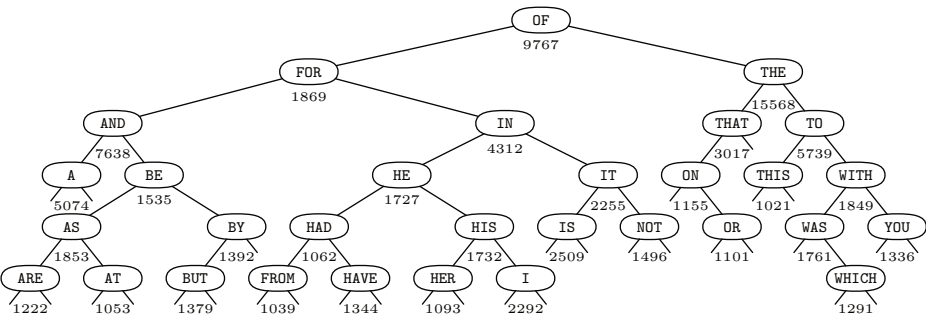 OF
9767
FOR THE
1869 15568
AND IN THAT TO
7638 4312 3017 5739
A BE HE IT ON THIS WITH
5074 1535 1727 2255 1155 1021 1849
AS BY HAD HIS IS NOT OR WAS YOU
1853 1392 1062 1732 2509 1496 1101 1761 1336
ARE AT BUT FROM HAVE HER I WHICH
1222 1053 1379 1039 1344 1093 2292 1291